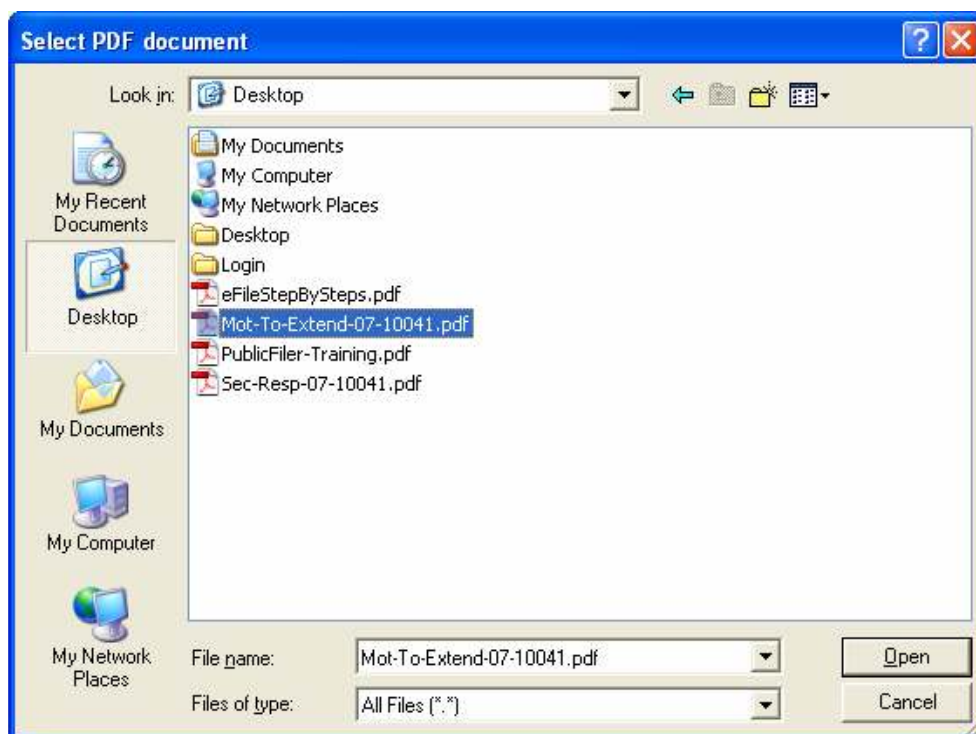 Select PDF document
Look in:
Desktop
My Recent
Documents
Desktop
My Documents
My Computer
My Network
Places
My Documents
My Computer
My Network Places
Desktop
Login
eFileStepBySteps.pdf
Mot-To-Extend-07-10041.pdf
PublicFiler-Training.pdf
Sec-Resp-07-10041.pdf
File name:
Mot-To-Extend-07-10041.pdf
Open
Files of type:
All Files (*.*)
Cancel